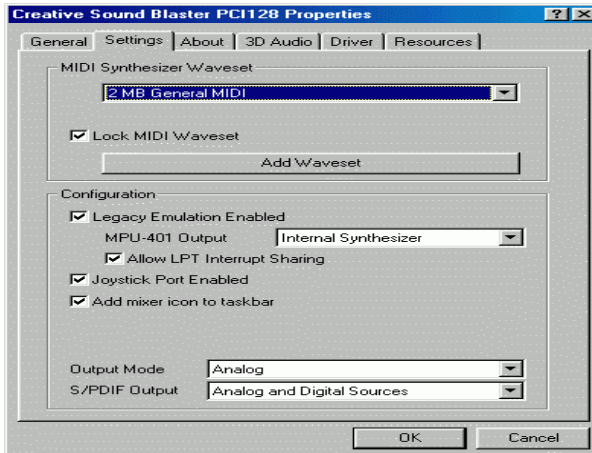 Creative Sound Blaster PCI128 Properties
General Settings About 3D Audio Driver Resources
MIDI Synthesizer Waveset
2 MB General MIDI
Lock MIDI Waveset
Add Waveset
Configuration
Legacy Emulation Enabled
MPU-401 Output Internal Synthesizer
Allow LPT Interrupt Sharing
Joystick Port Enabled
Add mixer icon to taskbar
Output Mode Analog
S/PDIF Output Analog and Digital Sources
OK Cancel